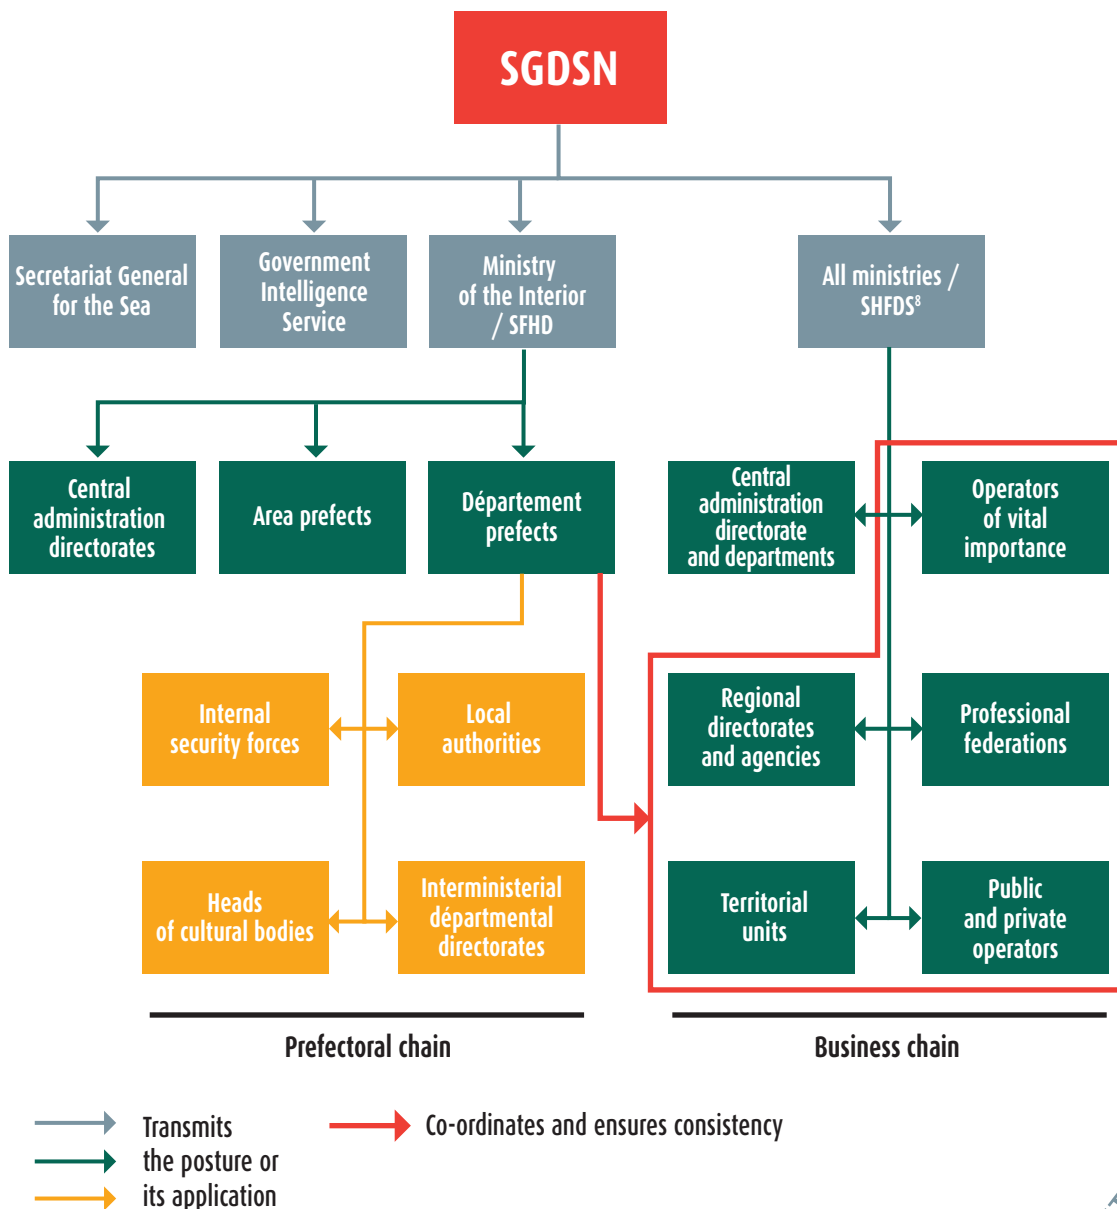 SGDSN
Secretariat General
for the Sea
Government
Intelligence
Service
Ministry
of the Interior
/ SFHD
All ministries /
SHFDS⁸
Central
administration
directorates
Area prefects
Département
prefects
Central
administration
directorate
and departments
Operators
of vital
importance
Internal
security forces
Local
authorities
Regional
directorates
and agencies
Professional
federations
Heads
of cultural bodies
Interministerial
départmental
directorates
Territorial
units
Public
and private
operators
Prefectoral chain
Business chain
Transmits
the posture or
its application
Co-ordinates and ensures consistency